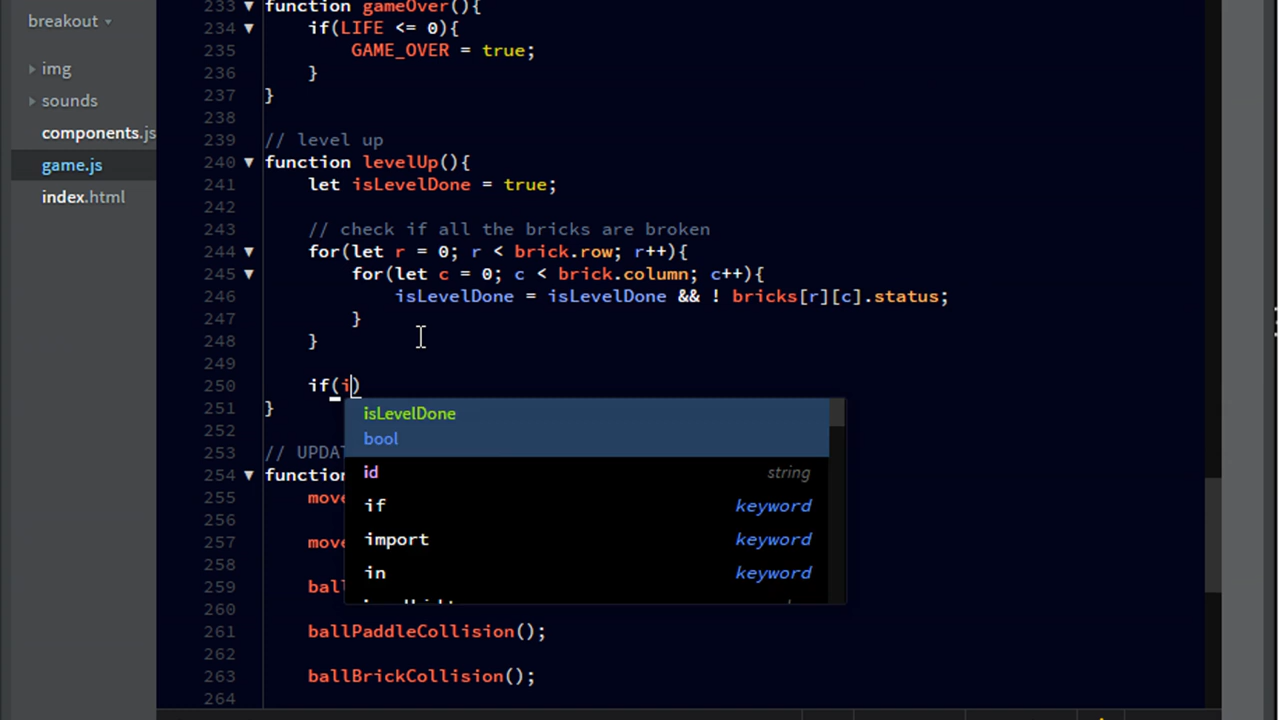 breakout
img
sounds
components.js
game.js
index.html
233 function gameOver(){
234 if(LIFE <= 0){
235 GAME_OVER = true;
236 }
237 }
238
239 // level up
240 function levelUp(){
241 let isLevelDone = true;
242
243 // check if all the bricks are broken
244 for(let r = 0; r < brick.row; r++){
245 for(let c = 0; c < brick.column; c++){
246 isLevelDone = isLevelDone && ! bricks[r][c].status;
247 }
248 }
249
250 if(i)
251 }
252
253 // UPDAT
254 function
255 move
256
257 move
258
259 ball
260
261 ballPaddleCollision();
262
263 ballBrickCollision();
264
isLevelDone
bool
id string
if keyword
import keyword
in keyword